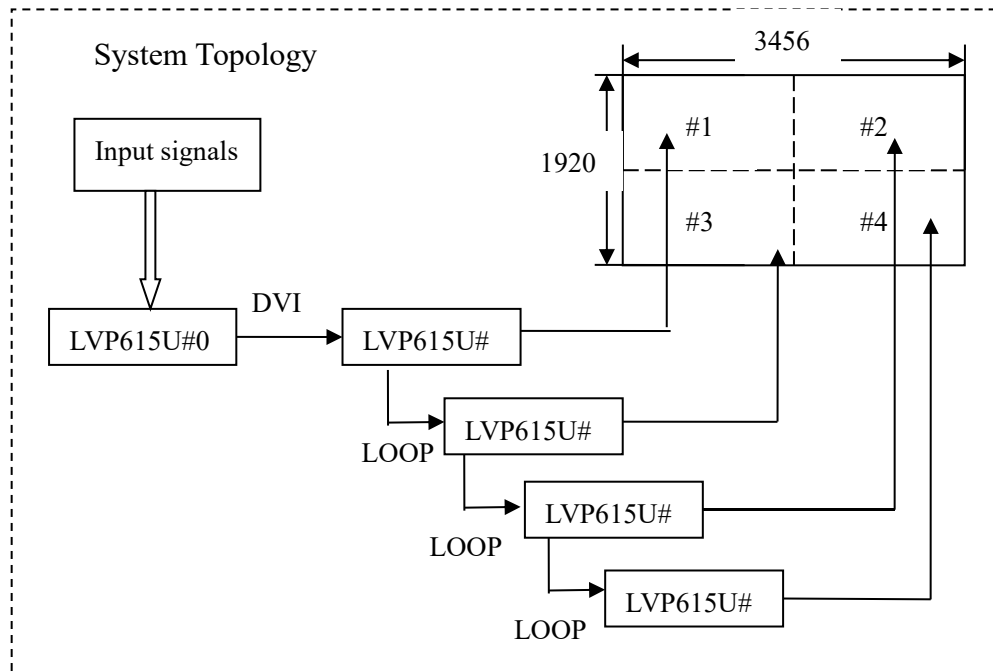 System Topology
3456
Input signals
#1
#2
1920
#3
#4
DVI
LVP615U#0
LVP615U#
LVP615U#
LOOP
LVP615U#
LOOP
LVP615U#
LOOP